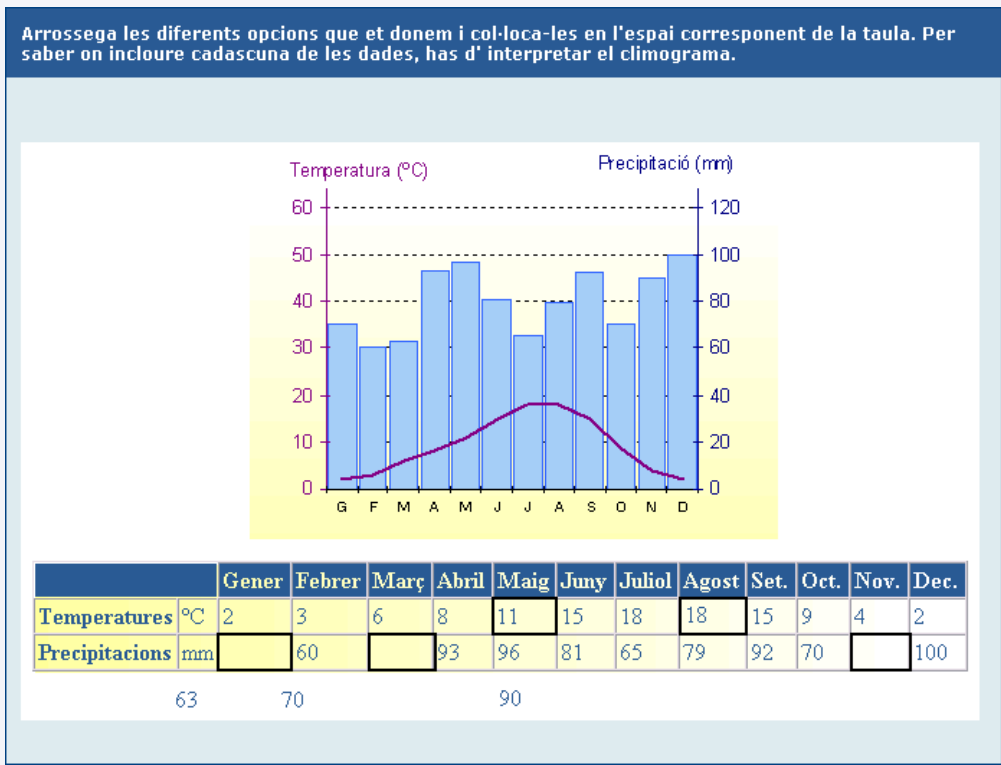 Arrossega les diferents opcions que et donem i col·loca-les en l'espai corresponent de la taula. Per
saber on incloure cadascuna de les dades, has d' interpretar el climograma.
Temperatura (ºC) Precipitació (mm)
60 120
50 100
40 80
30 60
20 40
10 20
0 0
G F M A M J J A S O N D
Gener Febrer Març Abril Maig Juny Juliol Agost Set. Oct. Nov. Dec.
Temperatures ºC 2 3 6 8 11 15 18 18 15 9 4 2
Precipitacions mm 60 93 96 81 65 79 92 70 100
63 70 90